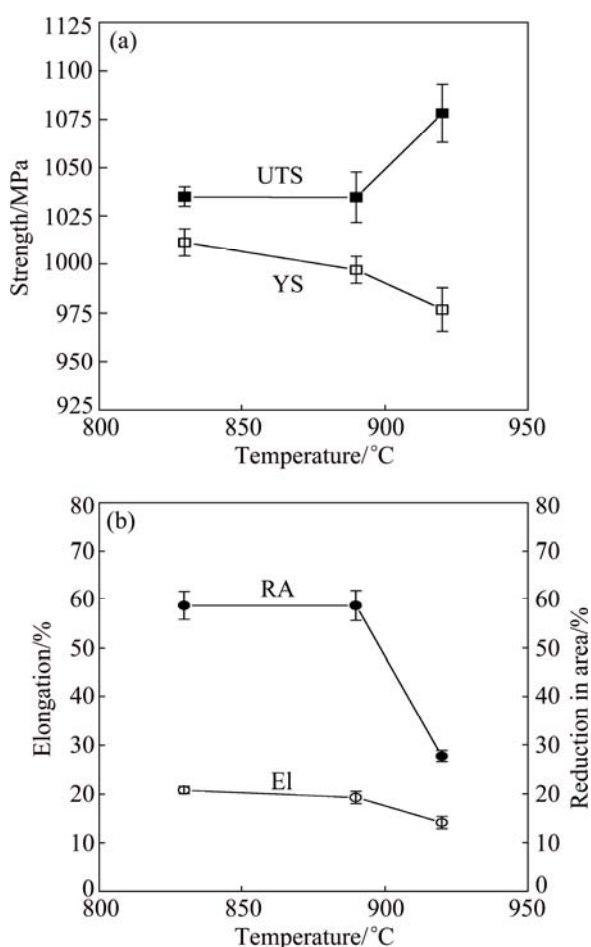 (a)
1125
1100
1075
1050
1025
1000
975
950
925
UTS
YS
Strength/MPa
800 850 900 950
Temperature/°C
(b)
80 80
70 70
60 60
50 50
40 40
30 30
20 20
10 10
0 0
RA
El
Elongation/%
Reduction in area/%
800 850 900 950
Temperature/°C